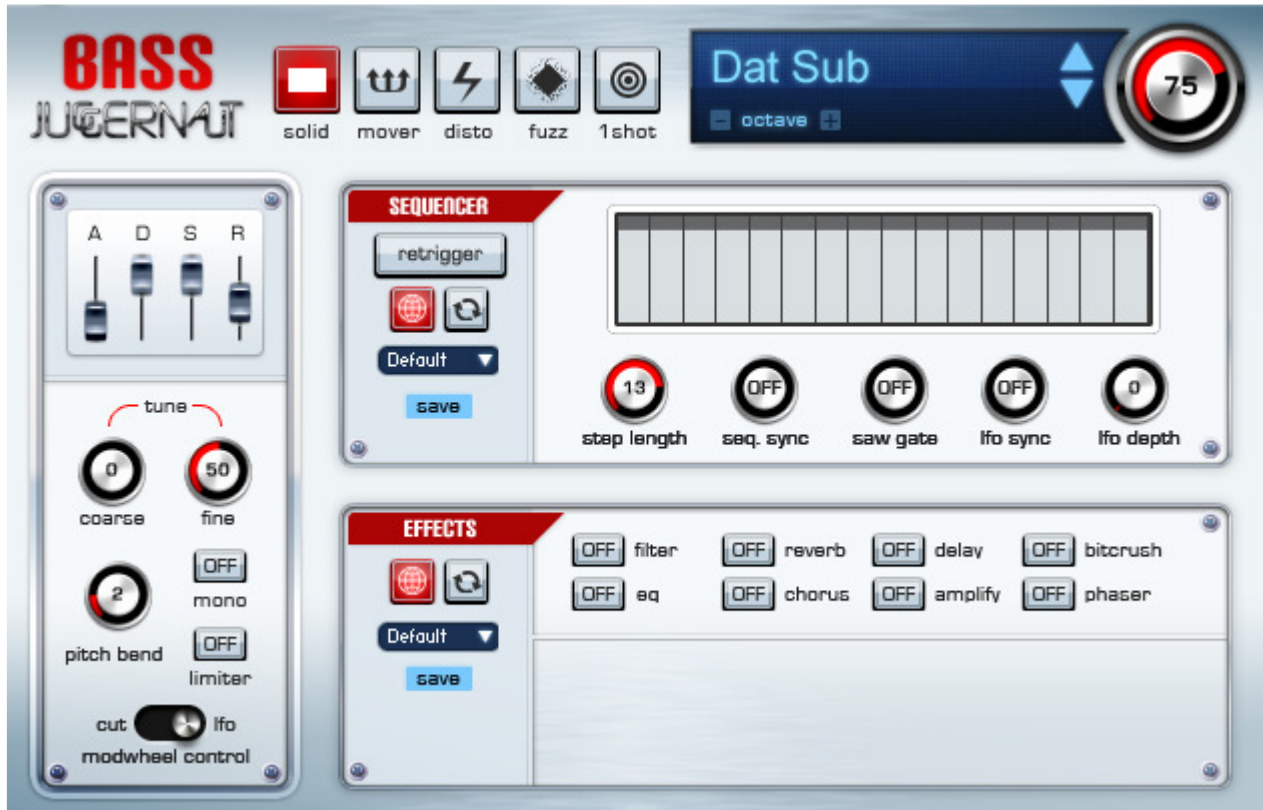 BASS
JUGGERNAUT
solid mover disto fuzz 1shot
Dat Sub
- octave +
75
A D S R
tune
0 50
coarse fine
2
OFF
mono
pitch bend
OFF
limiter
cut lfo
modwheel control
SEQUENCER
retrigger
Default
save
13 OFF OFF OFF 0
step length seq. sync saw gate lfo sync lfo depth
EFFECTS
Default
save
OFF filter OFF reverb OFF delay OFF bitcrush
OFF eq OFF chorus OFF amplify OFF phaser